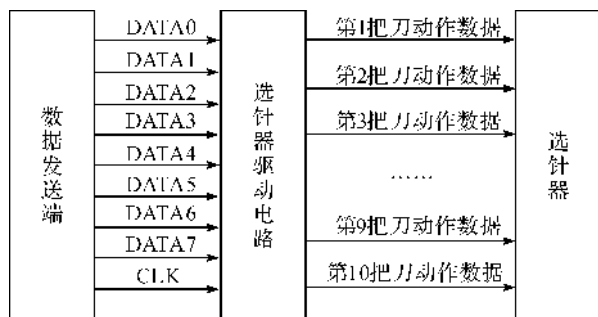 数据发送端
DATA0
DATA1
DATA2
DATA3
DATA4
DATA5
DATA6
DATA7
CLK
选针器驱动电路
第1把刀动作数据
第2把刀动作数据
第3把刀动作数据
……
第9把刀动作数据
第10把刀动作数据
选针器